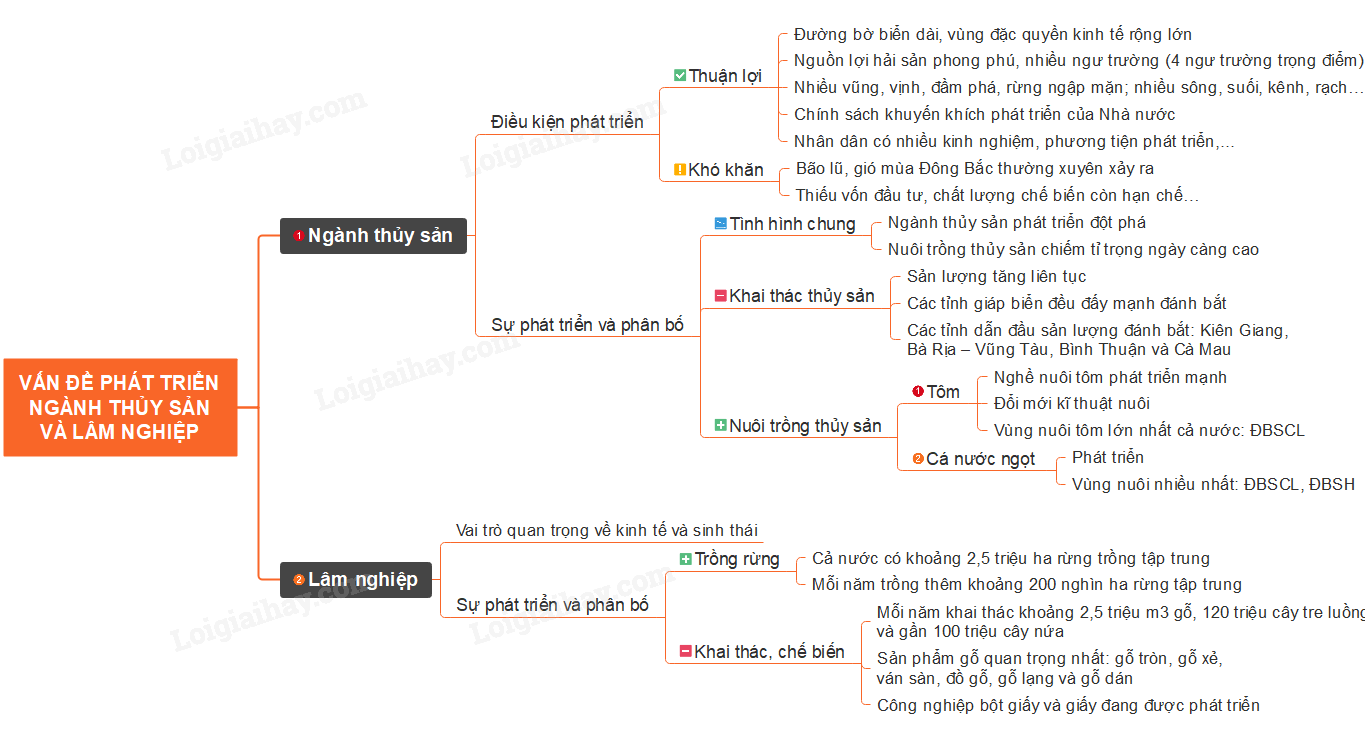 VẤN ĐỀ PHÁT TRIỂN
NGÀNH THỦY SẢN
VÀ LÂM NGHIỆP
1 Ngành thủy sản
Điều kiện phát triển
Thuận lợi
Đường bờ biển dài, vùng đặc quyền kinh tế rộng lớn
Nguồn lợi hải sản phong phú, nhiều ngư trường (4 ngư trường trọng điểm)
Nhiều vũng, vịnh, đầm phá, rừng ngập mặn; nhiều sông, suối, kênh, rạch…
Chính sách khuyến khích phát triển của Nhà nước
Nhân dân có nhiều kinh nghiệm, phương tiện phát triển,...
Khó khăn
Bão lũ, gió mùa Đông Bắc thường xuyên xảy ra
Thiếu vốn đầu tư, chất lượng chế biến còn hạn chế…
Sự phát triển và phân bố
Tình hình chung
Ngành thủy sản phát triển đột phá
Nuôi trồng thủy sản chiếm tỉ trọng ngày càng cao
Khai thác thủy sản
Sản lượng tăng liên tục
Các tỉnh giáp biển đều đẩy mạnh đánh bắt
Các tỉnh dẫn đầu sản lượng đánh bắt: Kiên Giang,
Bà Rịa – Vũng Tàu, Bình Thuận và Cà Mau
Nuôi trồng thủy sản
1 Tôm
Nghề nuôi tôm phát triển mạnh
Đổi mới kĩ thuật nuôi
Vùng nuôi tôm lớn nhất cả nước: ĐBSCL
2 Cá nước ngọt
Phát triển
Vùng nuôi nhiều nhất: ĐBSCL, ĐBSH
2 Lâm nghiệp
Vai trò quan trọng về kinh tế và sinh thái
Sự phát triển và phân bố
Trồng rừng
Cả nước có khoảng 2,5 triệu ha rừng trồng tập trung
Mỗi năm trồng thêm khoảng 200 nghìn ha rừng tập trung
Khai thác, chế biến
Mỗi năm khai thác khoảng 2,5 triệu m3 gỗ, 120 triệu cây tre luồng
và gần 100 triệu cây nứa
Sản phẩm gỗ quan trọng nhất: gỗ tròn, gỗ xẻ,
ván sàn, đồ gỗ, gỗ lạng và gỗ dán
Công nghiệp bột giấy và giấy đang được phát triển
Loigiaihay.com
Loigiaihay.com
Loigiaihay.com
Loigiaihay.com
Loigiaihay.com